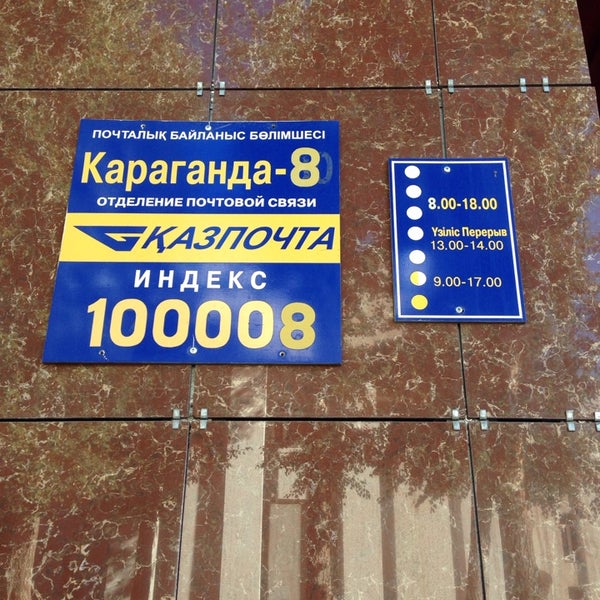 ПОЧТАЛЫҚ БАЙЛАНЫС БӨЛІМШЕСІ
Караганда-8
ОТДЕЛЕНИЕ ПОЧТОВОЙ СВЯЗИ
ҚАЗПОЧТА
ИНДЕКС
100008
8.00-18.00
Үзіліс Перерыв
13.00-14.00
9.00-17.00